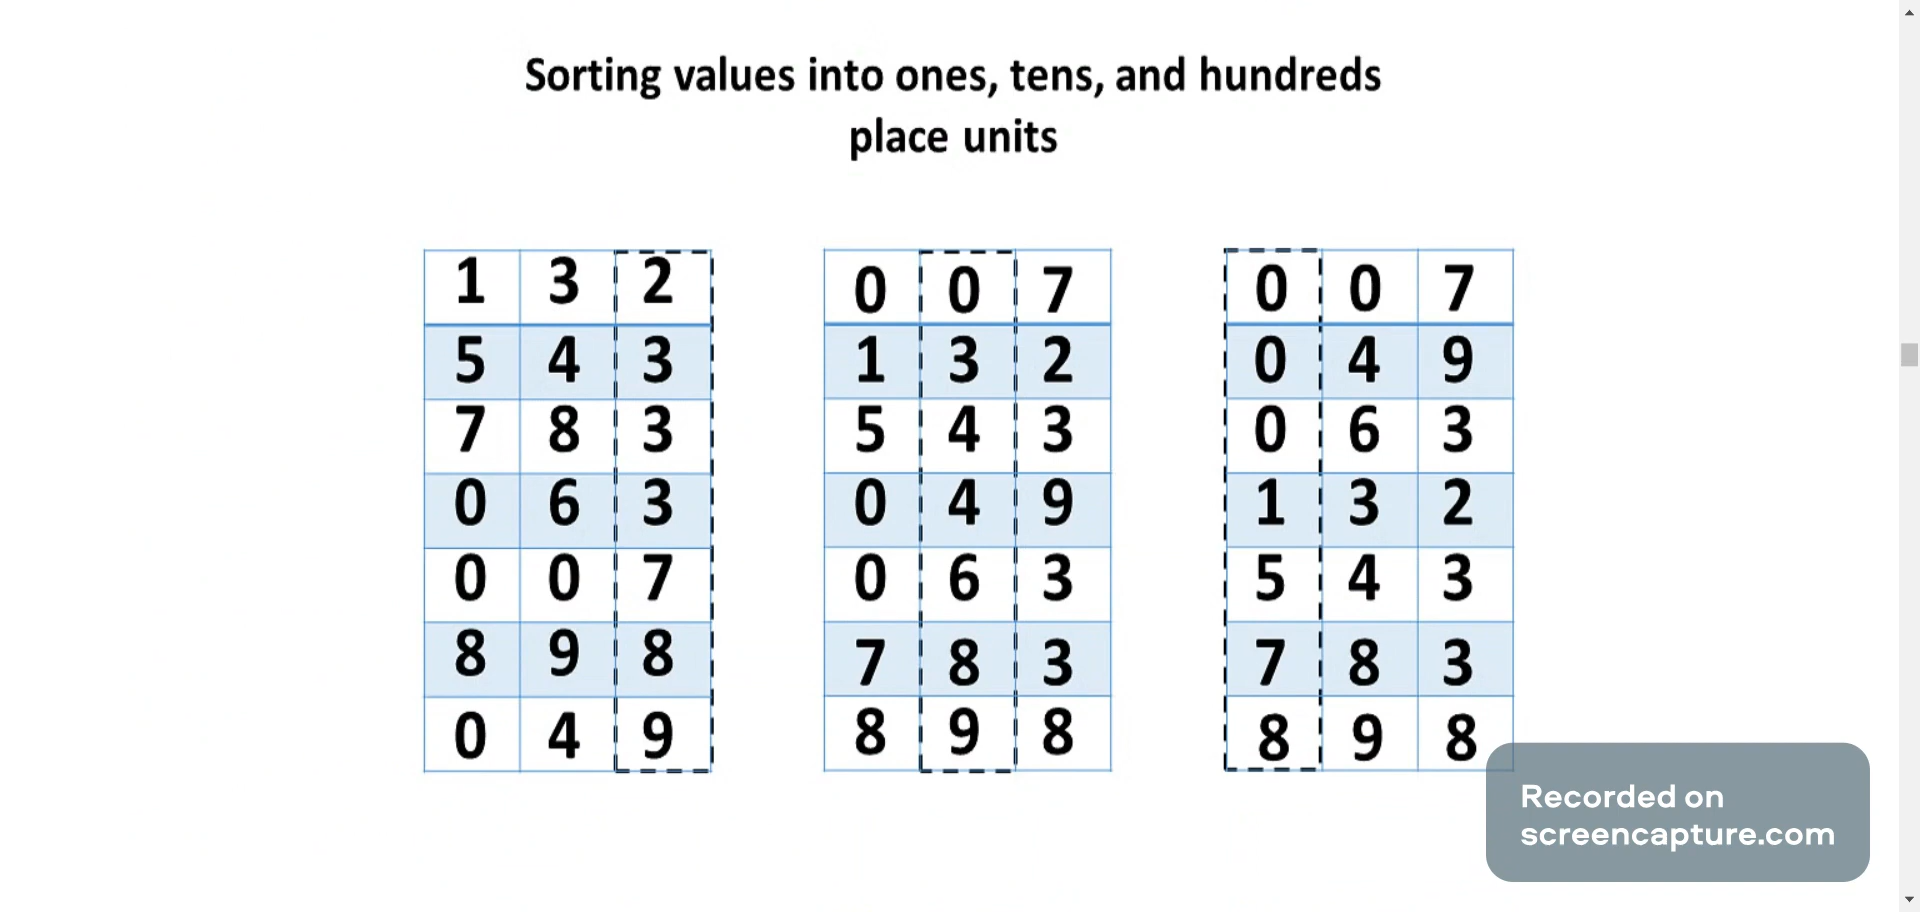 Sorting values into ones, tens, and hundreds
place units
1 3 2
5 4 3
7 8 3
0 6 3
0 0 7
8 9 8
0 4 9
0 0 7
1 3 2
5 4 3
0 4 9
0 6 3
7 8 3
8 9 8
0 0 7
0 4 9
0 6 3
1 3 2
5 4 3
7 8 3
8 9 8
Recorded on
screencapture.com